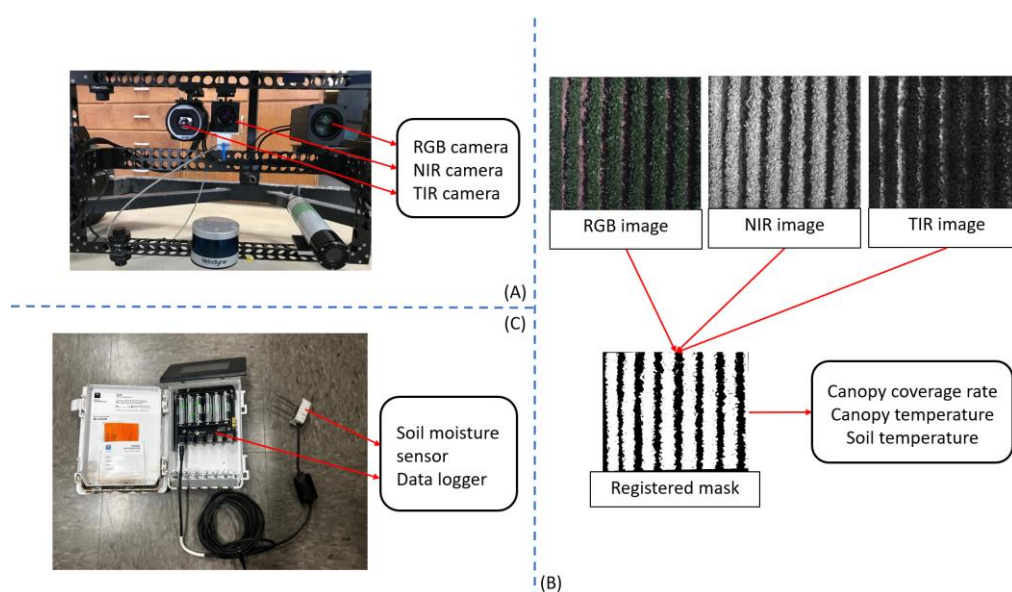 RGB camera
NIR camera
TIR camera
Velodyne
(A)
(C)
Soil moisture
sensor
Data logger
RGB image
NIR image
TIR image
Registered mask
Canopy coverage rate
Canopy temperature
Soil temperature
(B)